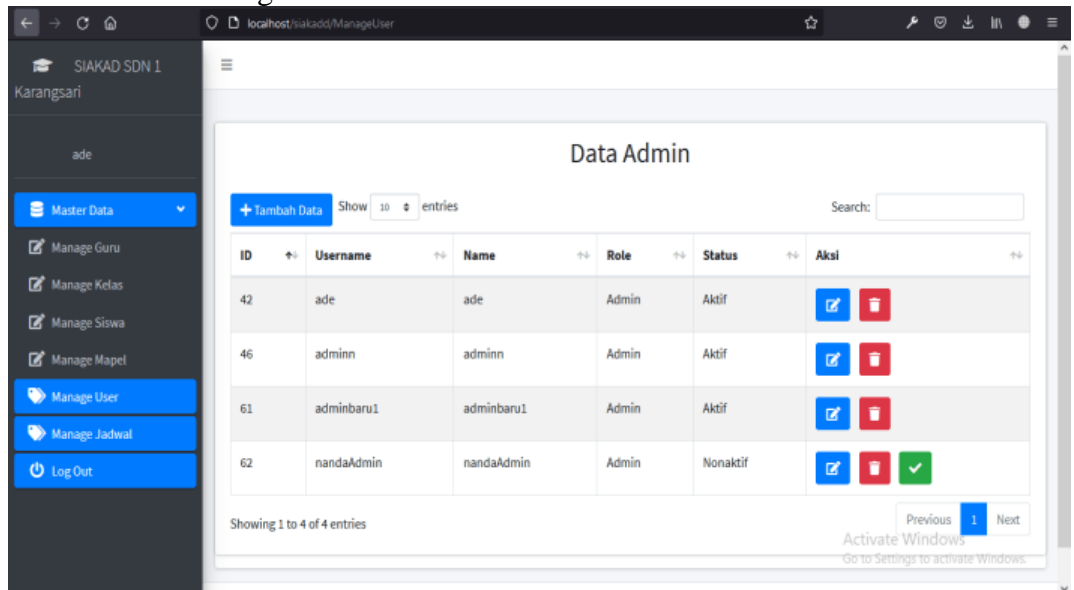 localhost/siakadd/ManageUser
SIAKAD SDN 1
Karangsari
ade
Master Data
Manage Guru
Manage Kelas
Manage Siswa
Manage Mapel
Manage User
Manage Jadwal
Log Out
Data Admin
Tambah Data Show 10 entries Search:
ID Username Name Role Status Aksi
42 ade ade Admin Aktif
46 adminn adminn Admin Aktif
61 adminbaru1 adminbaru1 Admin Aktif
62 nandaAdmin nandaAdmin Admin Nonaktif
Showing 1 to 4 of 4 entries Previous 1 Next
Activate Windows
Go to Settings to activate Windows.